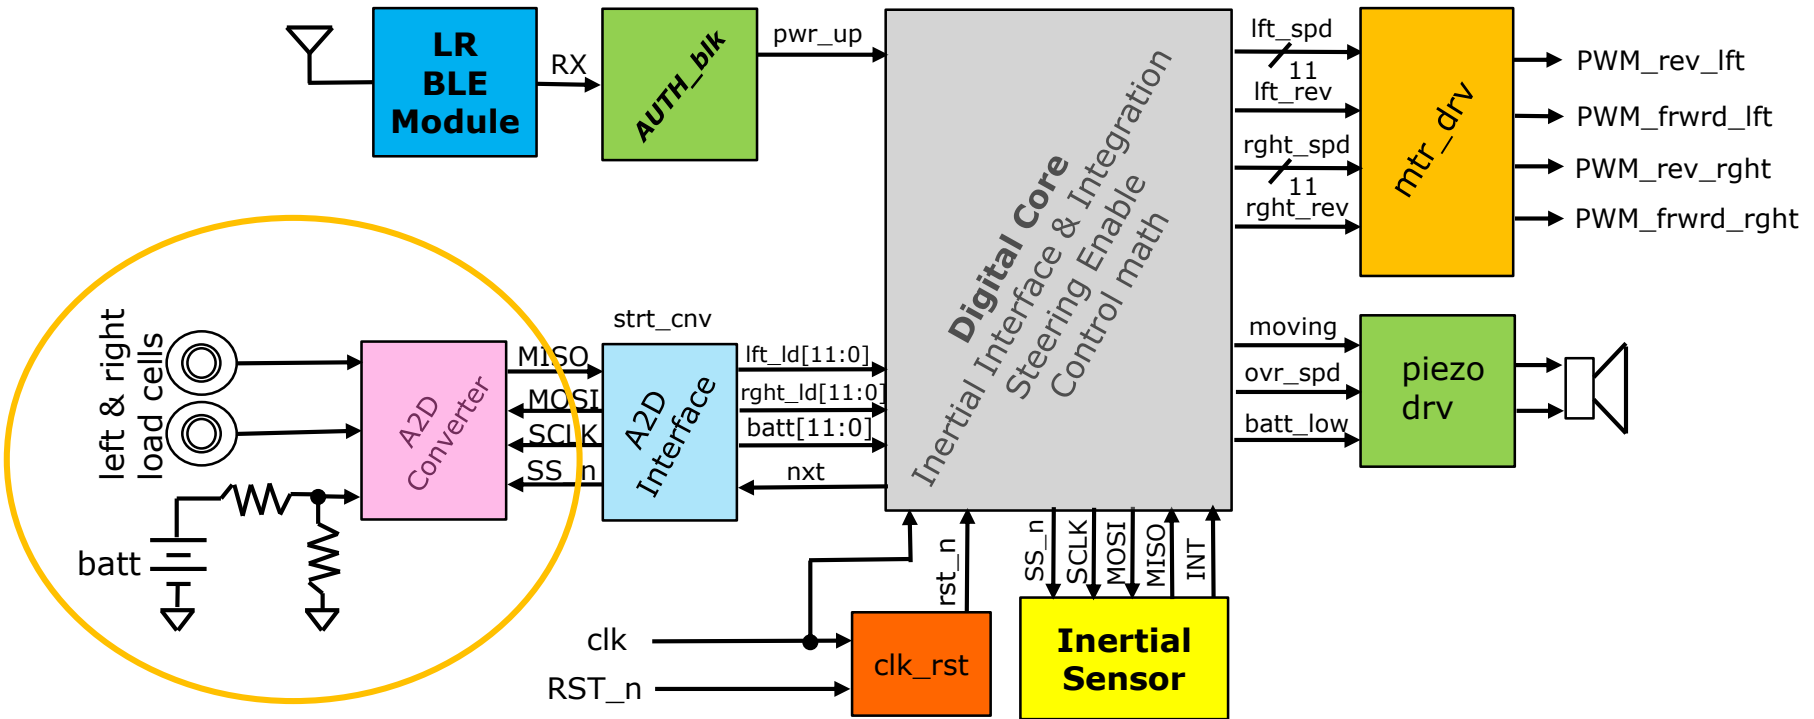 LR
BLE
Module
RX
AUTH_blk
pwr_up
Digital Core
Inertial Interface & Integration
Steering Enable
Control math
lft_spd
11
lft_rev
rght_spd
11
rght_rev
mtr_drv
PWM_rev_lft
PWM_frwrd_lft
PWM_rev_rght
PWM_frwrd_rght
left & right
load cells
batt
A2D
Converter
MISO
MOSI
SCLK
SS_n
strt_cnv
A2D
Interface
lft_ld[11:0]
rght_ld[11:0]
batt[11:0]
nxt
moving
ovr_spd
batt_low
piezo
drv
clk
RST_n
clk_rst
rst_n
SS_n
SCLK
MOSI
MISO
INT
Inertial
Sensor